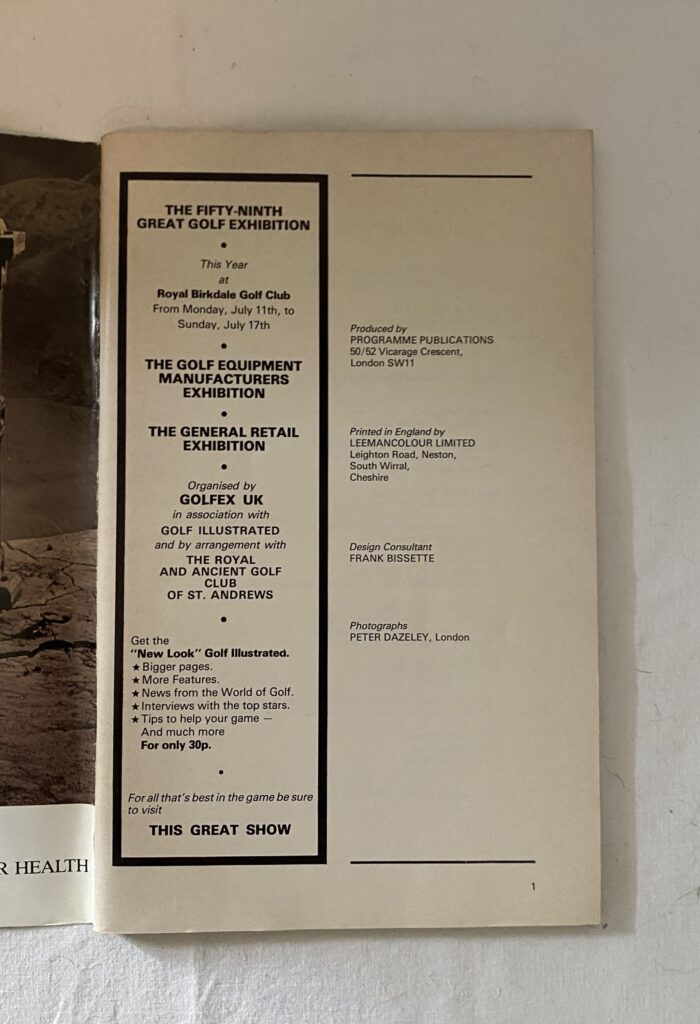 THE FIFTY-NINTH
GREAT GOLF EXHIBITION
•
This Year
at
Royal Birkdale Golf Club
From Monday, July 11th, to
Sunday, July 17th
•
THE GOLF EQUIPMENT
MANUFACTURERS
EXHIBITION
•
THE GENERAL RETAIL
EXHIBITION
•
Organised by
GOLFEX UK
in association with
GOLF ILLUSTRATED
and by arrangement with
THE ROYAL
AND ANCIENT GOLF
CLUB
OF ST. ANDREWS
•
Get the
"New Look" Golf Illustrated.
★ Bigger pages.
★ More Features.
★ News from the World of Golf.
★ Interviews with the top stars.
★ Tips to help your game —
And much more
For only 30p.
•
For all that's best in the game be sure
to visit
THIS GREAT SHOW
Produced by
PROGRAMME PUBLICATIONS
50/52 Vicarage Crescent,
London SW11
Printed in England by
LEEMANCOLOUR LIMITED
Leighton Road, Neston,
South Wirral,
Cheshire
Design Consultant
FRANK BISSETTE
Photographs
PETER DAZELEY, London
1
R HEALTH